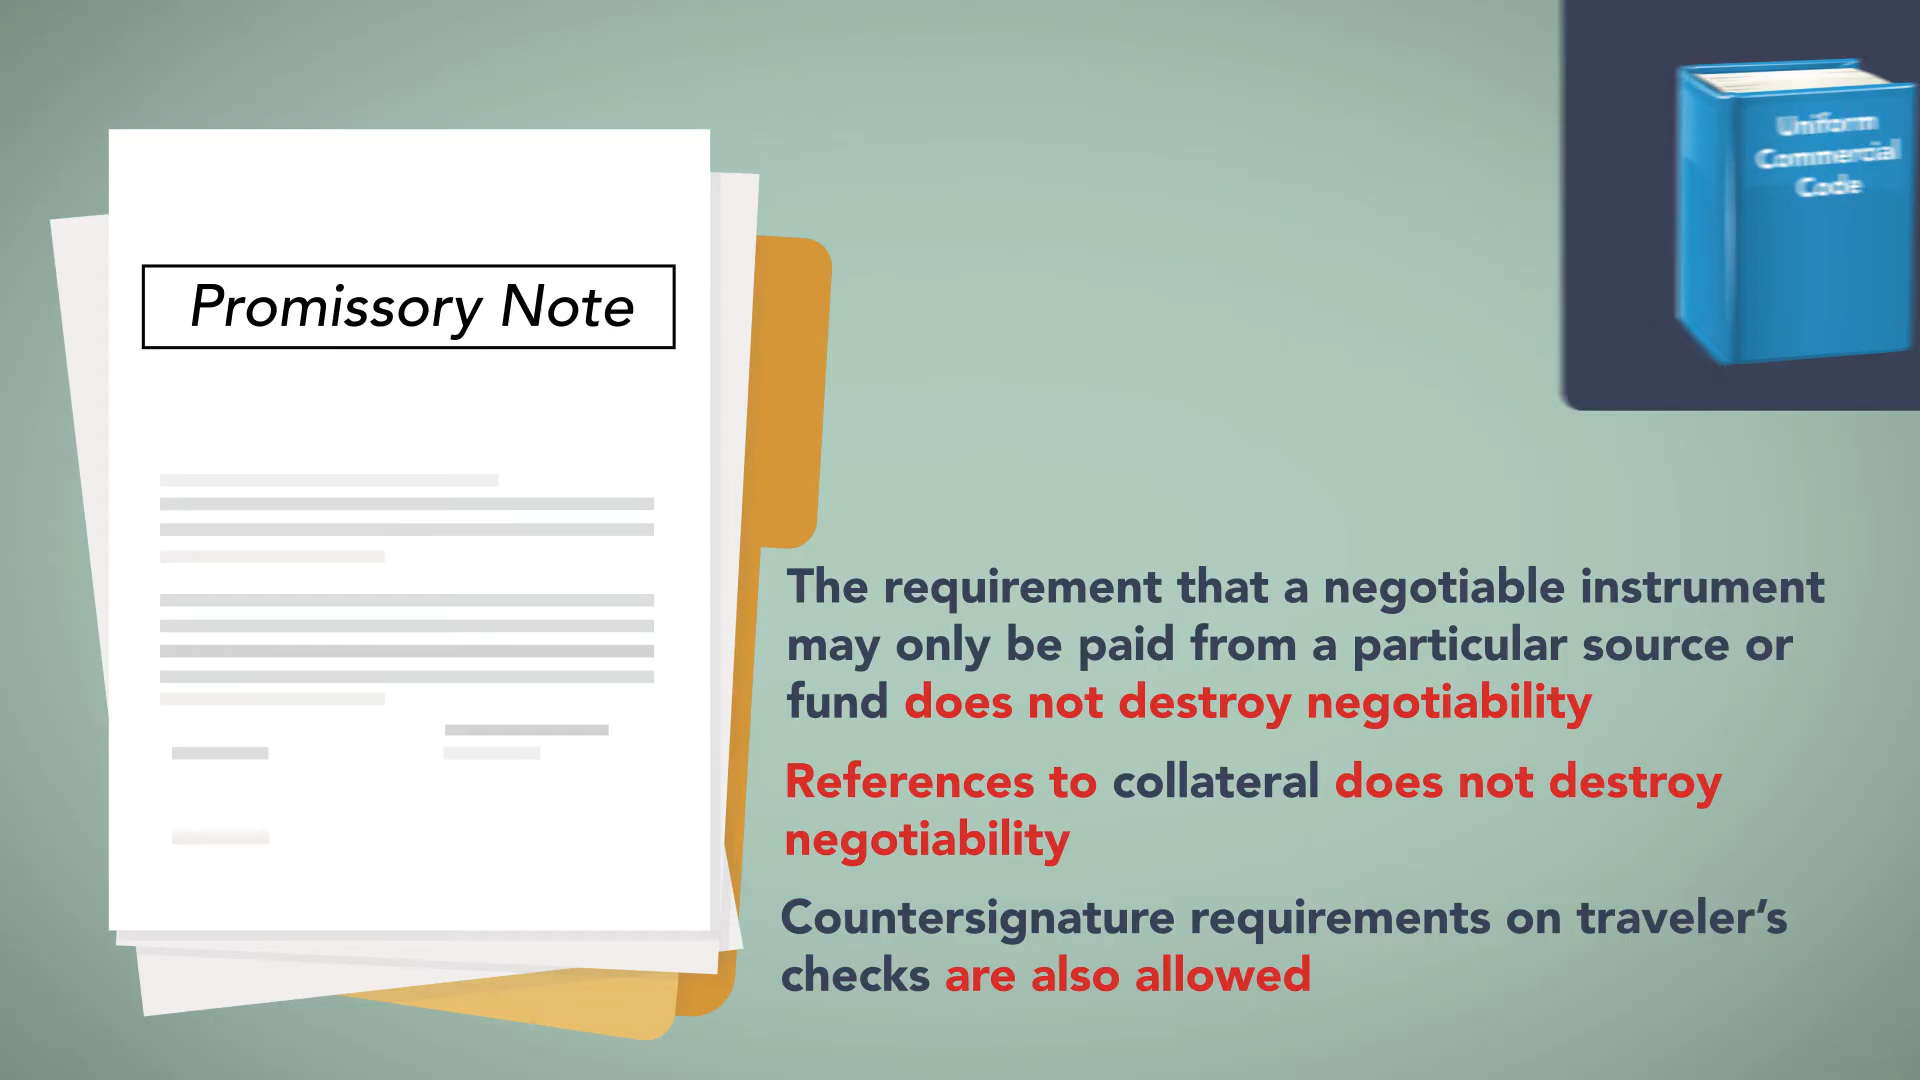 Uniform
Commercial
Code
Promissory Note
The requirement that a negotiable instrument
may only be paid from a particular source or
fund does not destroy negotiability
References to collateral does not destroy
negotiability
Countersignature requirements on traveler’s
checks are also allowed